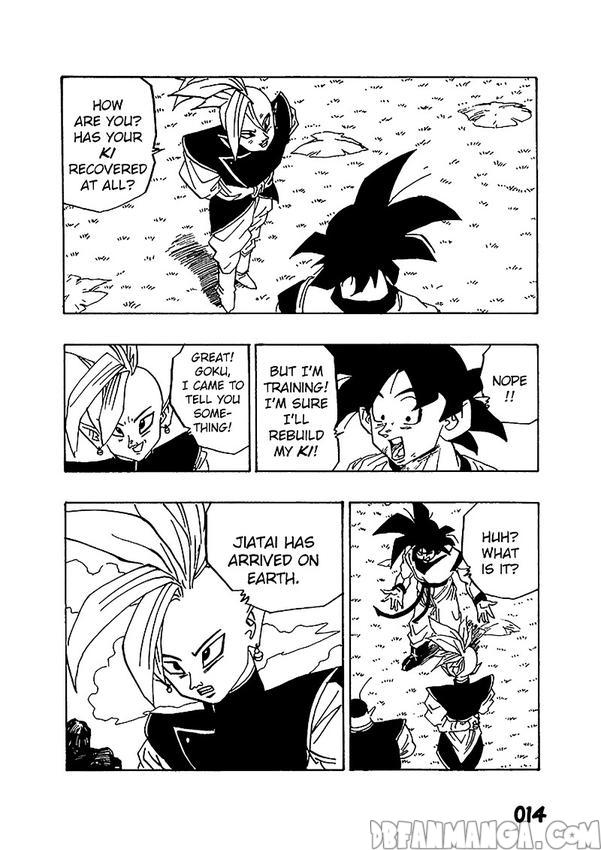 HOW
ARE YOU?
HAS YOUR
KI
RECOVERED
AT ALL?
NOPE
!!
BUT I'M
TRAINING!
I'M SURE
I'LL
REBUILD
MY KI!
GREAT!
GOKU,
I CAME TO
TELL YOU
SOME-
THING!
HUH?
WHAT
IS IT?
JIATAI HAS
ARRIVED ON
EARTH.
014
DBFANMANGA.COM